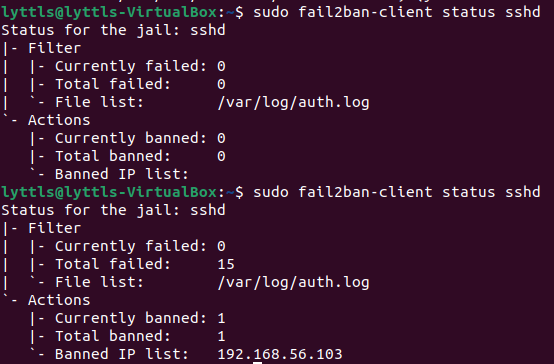 lyttls@lyttls-VirtualBox:~$ sudo fail2ban-client status sshd
Status for the jail: sshd
|- Filter
|  |- Currently failed: 0
|  |- Total failed:     0
|  `- File list:        /var/log/auth.log
`- Actions
   |- Currently banned: 0
   |- Total banned:     0
   `- Banned IP list:
lyttls@lyttls-VirtualBox:~$ sudo fail2ban-client status sshd
Status for the jail: sshd
|- Filter
|  |- Currently failed: 0
|  |- Total failed:     15
|  `- File list:        /var/log/auth.log
`- Actions
   |- Currently banned: 1
   |- Total banned:     1
   `- Banned IP list:   192.168.56.103